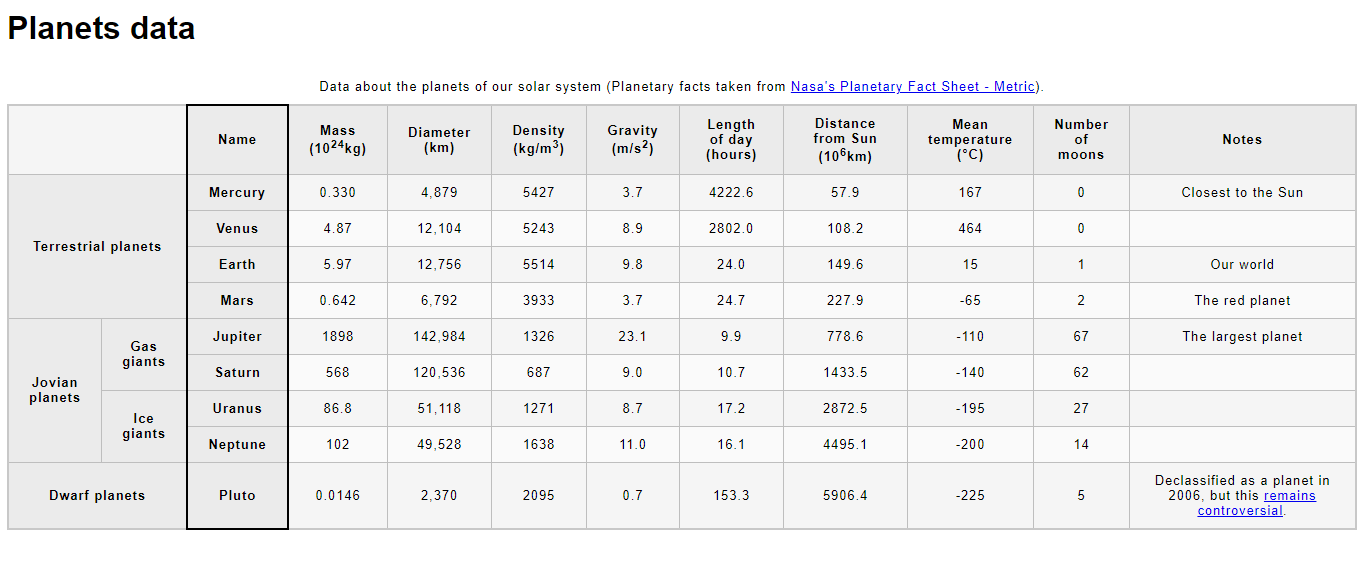 Planets data
Data about the planets of our solar system (Planetary facts taken from Nasa's Planetary Fact Sheet - Metric).
Name Mass (10²⁴kg) Diameter (km) Density (kg/m³) Gravity (m/s²) Length of day (hours) Distance from Sun (10⁶km) Mean temperature (°C) Number of moons Notes
Terrestrial planets
Mercury 0.330 4,879 5427 3.7 4222.6 57.9 167 0 Closest to the Sun
Venus 4.87 12,104 5243 8.9 2802.0 108.2 464 0
Earth 5.97 12,756 5514 9.8 24.0 149.6 15 1 Our world
Mars 0.642 6,792 3933 3.7 24.7 227.9 -65 2 The red planet
Jovian planets
Gas giants
Jupiter 1898 142,984 1326 23.1 9.9 778.6 -110 67 The largest planet
Saturn 568 120,536 687 9.0 10.7 1433.5 -140 62
Ice giants
Uranus 86.8 51,118 1271 8.7 17.2 2872.5 -195 27
Neptune 102 49,528 1638 11.0 16.1 4495.1 -200 14
Dwarf planets Pluto 0.0146 2,370 2095 0.7 153.3 5906.4 -225 5 Declassified as a planet in 2006, but this remains controversial.